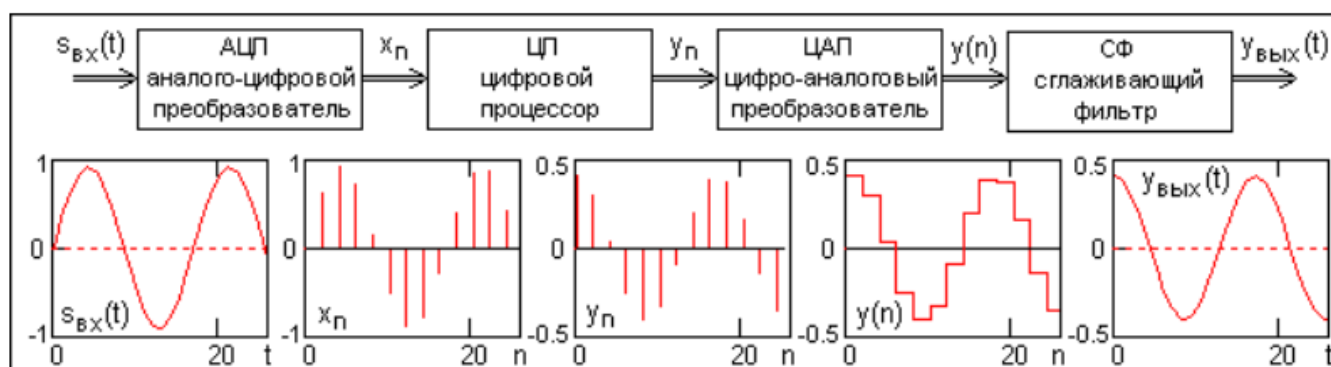 sвх(t)
АЦП
аналого-цифровой
преобразователь
xn
ЦП
цифровой
процессор
yn
ЦАП
цифро-аналоговый
преобразователь
y(n)
СФ
сглаживающий
фильтр
yвых(t)
1
0
-1
sвх(t)
0 20 t
1
0
-1
xn
0 20 n
0.5
0
-0.5
yn
0 20 n
0.5
0
-0.5
y(n)
0 20 n
0.5
0
-0.5
yвых(t)
0 20 t